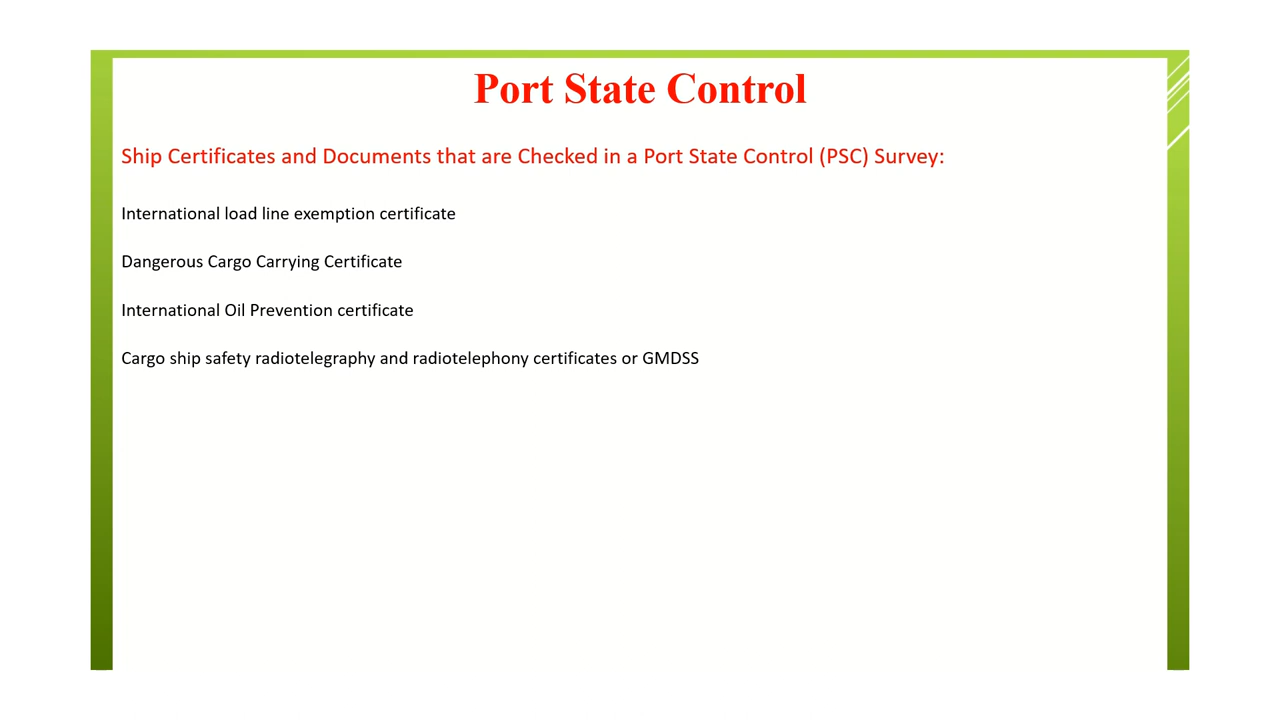 Port State Control
Ship Certificates and Documents that are Checked in a Port State Control (PSC) Survey:
International load line exemption certificate
Dangerous Cargo Carrying Certificate
International Oil Prevention certificate
Cargo ship safety radiotelegraphy and radiotelephony certificates or GMDSS